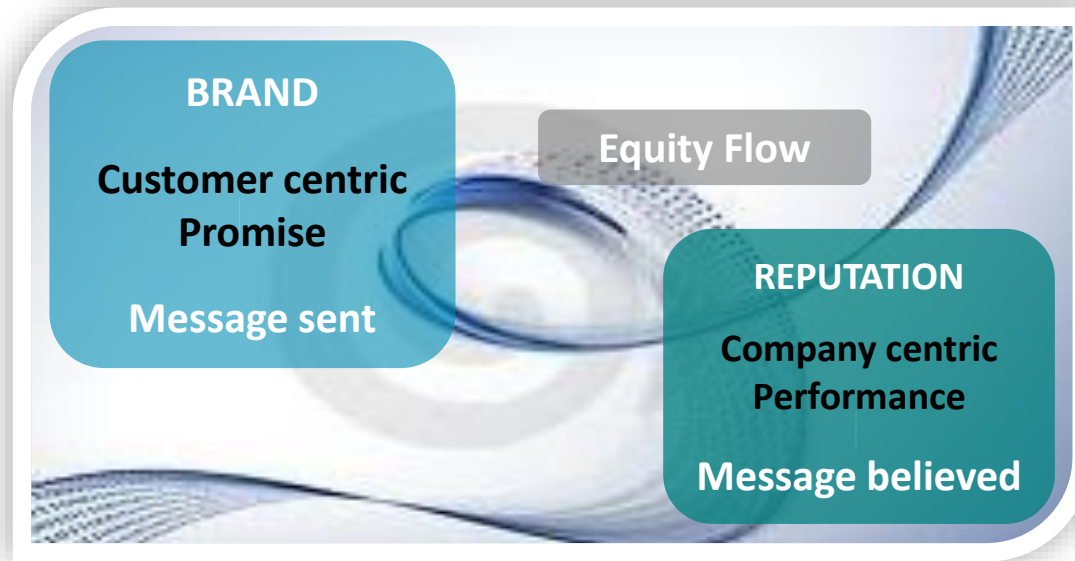 BRAND
Customer centric
Promise
Message sent
Equity Flow
REPUTATION
Company centric
Performance
Message believed